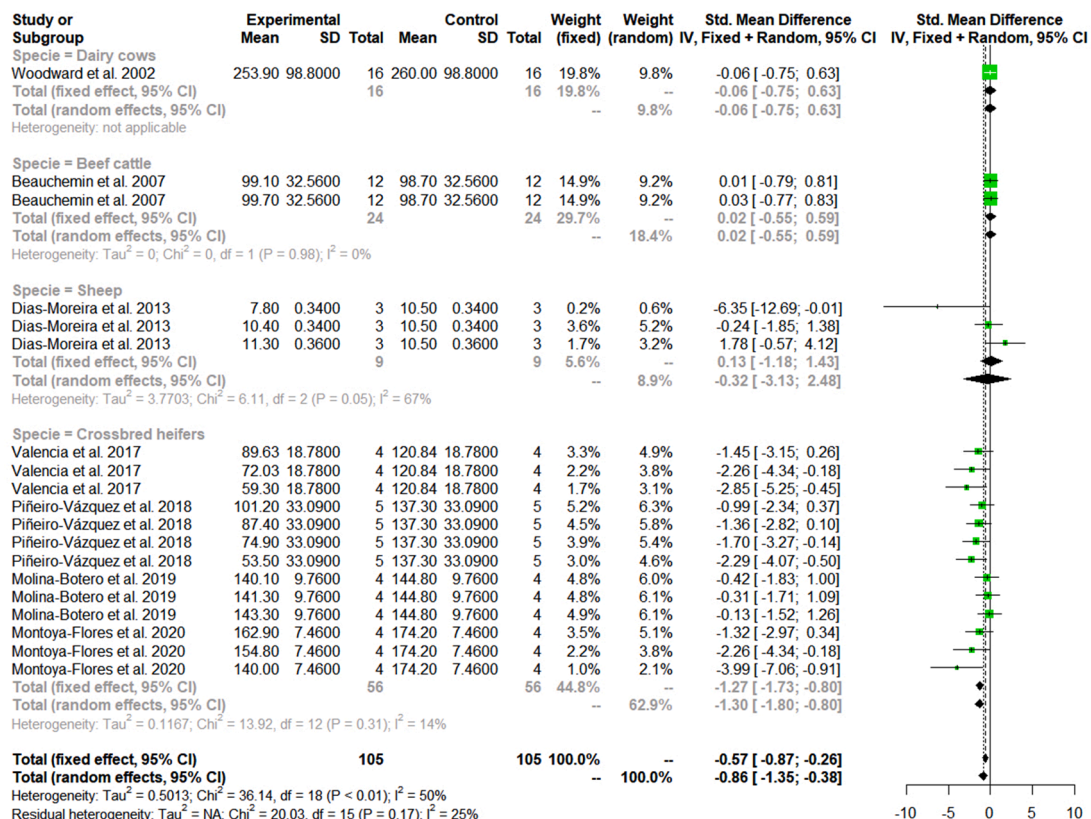 Study or Experimental Control Weight Weight Std. Mean Difference Std. Mean Difference
Subgroup Mean SD Total Mean SD Total (fixed) (random) IV, Fixed + Random, 95% CI IV, Fixed + Random, 95% CI
Specie = Dairy cows
Woodward et al. 2002 253.90 98.8000 16 260.00 98.8000 16 19.8% 9.8% -0.06 [ -0.75; 0.63]
Total (fixed effect, 95% CI) 16 16 19.8% -- -0.06 [ -0.75; 0.63]
Total (random effects, 95% CI) -- 9.8% -0.06 [ -0.75; 0.63]
Heterogeneity: not applicable
Specie = Beef cattle
Beauchemin et al. 2007 99.10 32.5600 12 98.70 32.5600 12 14.9% 9.2% 0.01 [ -0.79; 0.81]
Beauchemin et al. 2007 99.70 32.5600 12 98.70 32.5600 12 14.9% 9.2% 0.03 [ -0.77; 0.83]
Total (fixed effect, 95% CI) 24 24 29.7% -- 0.02 [ -0.55; 0.59]
Total (random effects, 95% CI) -- 18.4% 0.02 [ -0.55; 0.59]
Heterogeneity: Tau² = 0; Chi² = 0, df = 1 (P = 0.98); I² = 0%
Specie = Sheep
Dias-Moreira et al. 2013 7.80 0.3400 3 10.50 0.3400 3 0.2% 0.6% -6.35 [-12.69; -0.01]
Dias-Moreira et al. 2013 10.40 0.3400 3 10.50 0.3400 3 3.6% 5.2% -0.24 [ -1.85; 1.38]
Dias-Moreira et al. 2013 11.30 0.3600 3 10.50 0.3600 3 1.7% 3.2% 1.78 [ -0.57; 4.12]
Total (fixed effect, 95% CI) 9 9 5.6% -- 0.13 [ -1.18; 1.43]
Total (random effects, 95% CI) -- 8.9% -0.32 [ -3.13; 2.48]
Heterogeneity: Tau² = 3.7703; Chi² = 6.11, df = 2 (P = 0.05); I² = 67%
Specie = Crossbred heifers
Valencia et al. 2017 89.63 18.7800 4 120.84 18.7800 4 3.3% 4.9% -1.45 [ -3.15; 0.26]
Valencia et al. 2017 72.03 18.7800 4 120.84 18.7800 4 2.2% 3.8% -2.26 [ -4.34; -0.18]
Valencia et al. 2017 59.30 18.7800 4 120.84 18.7800 4 1.7% 3.1% -2.85 [ -5.25; -0.45]
Piñeiro-Vázquez et al. 2018 101.20 33.0900 5 137.30 33.0900 5 5.2% 6.3% -0.99 [ -2.34; 0.37]
Piñeiro-Vázquez et al. 2018 87.40 33.0900 5 137.30 33.0900 5 4.5% 5.8% -1.36 [ -2.82; 0.10]
Piñeiro-Vázquez et al. 2018 74.90 33.0900 5 137.30 33.0900 5 3.9% 5.4% -1.70 [ -3.27; -0.14]
Piñeiro-Vázquez et al. 2018 53.50 33.0900 5 137.30 33.0900 5 3.0% 4.6% -2.29 [ -4.07; -0.50]
Molina-Botero et al. 2019 140.10 9.7600 4 144.80 9.7600 4 4.7% 6.0% -0.42 [ -1.83; 1.00]
Molina-Botero et al. 2019 141.30 9.7600 4 144.80 9.7600 4 4.8% 6.1% -0.31 [ -1.71; 1.09]
Molina-Botero et al. 2019 143.30 9.7600 4 144.80 9.7600 4 4.9% 6.1% -0.13 [ -1.52; 1.26]
Montoya-Flores et al. 2020 162.90 7.4600 4 174.20 7.4600 4 3.5% 5.1% -1.32 [ -2.97; 0.34]
Montoya-Flores et al. 2020 154.80 7.4600 4 174.20 7.4600 4 2.2% 3.8% -2.26 [ -4.34; -0.18]
Montoya-Flores et al. 2020 140.00 7.4600 4 174.20 7.4600 4 1.0% 2.1% -3.99 [ -7.06; -0.91]
Total (fixed effect, 95% CI) 56 56 44.8% -- -1.27 [ -1.73; -0.80]
Total (random effects, 95% CI) -- 62.9% -1.30 [ -1.80; -0.80]
Heterogeneity: Tau² = 0.1167; Chi² = 13.92, df = 12 (P = 0.31); I² = 14%
Total (fixed effect, 95% CI) 105 105 100.0% -- -0.57 [ -0.87; -0.26]
Total (random effects, 95% CI) -- 100.0% -0.86 [ -1.35; -0.38]
Heterogeneity: Tau² = 0.5013; Chi² = 36.14, df = 18 (P < 0.01); I² = 50%
Residual heterogeneity: Tau² = NA; Chi² = 20.03, df = 15 (P = 0.17); I² = 25%
-10 -5 0 5 10